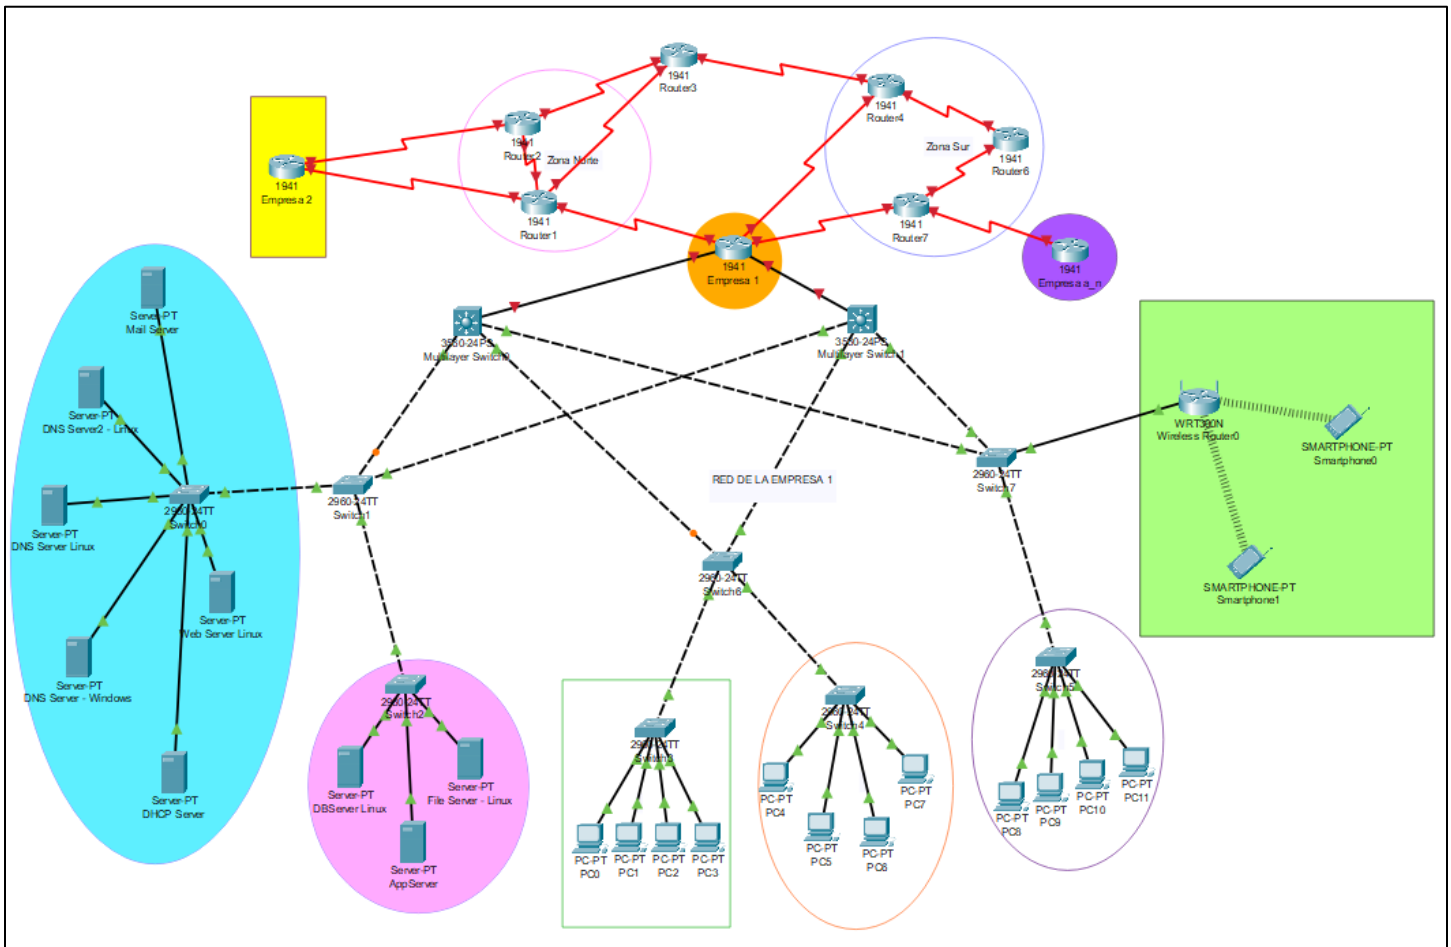 1941
Router3
1941
Router4
1941
Router2
Zona Norte
Zona Sur
1941
Router6
1941
Empresa 2
1941
Router1
1941
Router7
1941
Empresa 1
1941
Empresa a_n
Server-PT
Mail Server
3560-24PS
Multilayer Switch0
3560-24PS
Multilayer Switch1
Server-PT
DNS Server2 - Linux
WRT300N
Wireless Router0
SMARTPHONE-PT
Smartphone0
RED DE LA EMPRESA 1
2960-24TT
Switch7
2960-24TT
Switch1
2960-24TT
Switch0
Server-PT
DNS Server Linux
2960-24TT
Switch6
SMARTPHONE-PT
Smartphone1
Server-PT
Web Server Linux
Server-PT
DNS Server - Windows
2960-24TT
Switch5
2960-24TT
Switch2
2960-24TT
Switch4
2960-24TT
Switch3
Server-PT
DBServer Linux
Server-PT
File Server - Linux
Server-PT
DHCP Server
PC-PT
PC4
PC-PT
PC7
PC-PT
PC8
PC-PT
PC9
PC-PT
PC10
PC-PT
PC11
PC-PT
PC5
PC-PT
PC6
PC-PT
PC0
PC-PT
PC1
PC-PT
PC2
PC-PT
PC3
Server-PT
AppServer